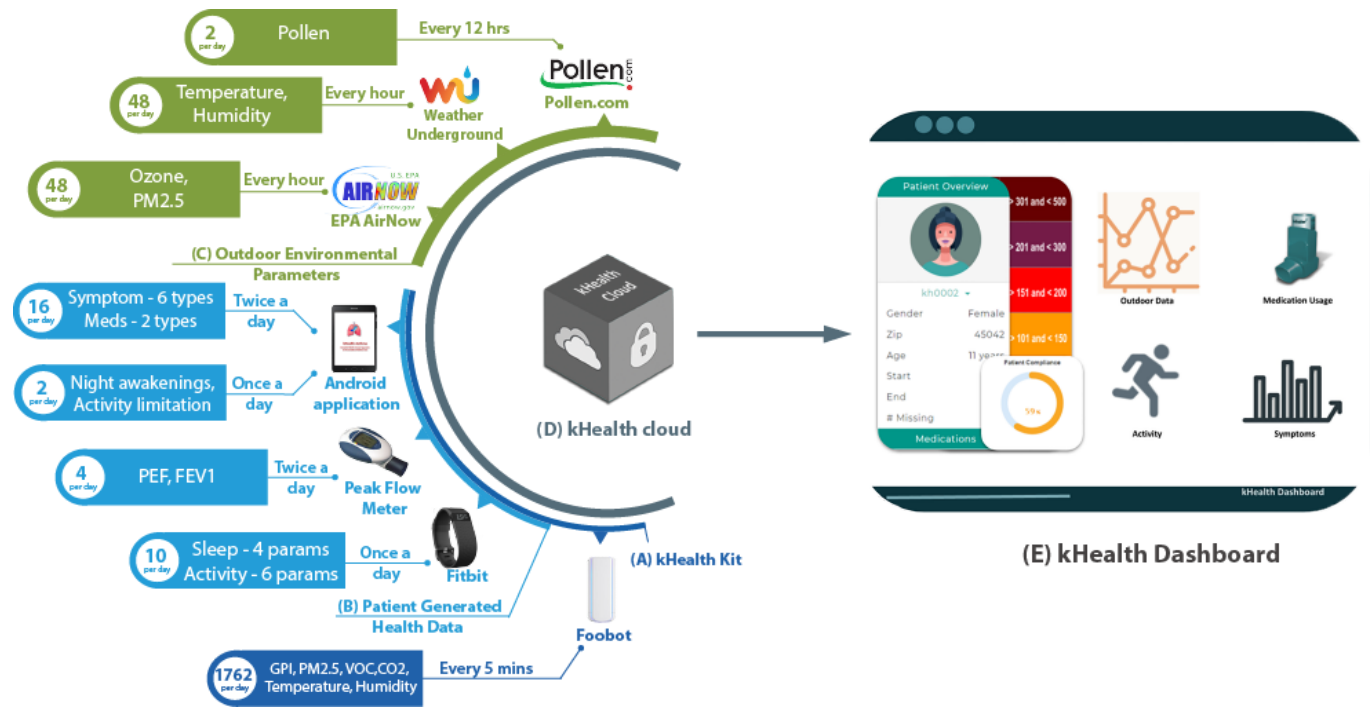 2
per day
Pollen
Every 12 hrs
Pollen.com
Pollen.com
48
per day
Temperature,
Humidity
Every hour
WU
Weather
Underground
48
per day
Ozone,
PM2.5
Every hour
U.S. EPA
AIRNOW
airnow.gov
EPA AirNow
(C) Outdoor Environmental
Parameters
16
per day
Symptom - 6 types
Meds - 2 types
Twice a
day
2
per day
Night awakenings,
Activity limitation
Once a
day
Android
application
4
per day
PEF, FEV1
Twice a
day
Peak Flow
Meter
10
per day
Sleep - 4 params
Activity - 6 params
Once a
day
Fitbit
(B) Patient Generated
Health Data
(A) kHealth Kit
Foobot
1762
per day
GPI, PM2.5, VOC,CO2,
Temperature, Humidity
Every 5 mins
kHealth
Cloud
(D) kHealth cloud
Patient Overview
kh0002
Gender Female
Zip 45042
Age 11 years
Start
End
# Missing
Medications
> 301 and < 500
> 201 and < 300
> 151 and < 200
> 101 and < 150
Patient Compliance
59%
Outdoor Data
Medication Usage
Activity
Symptoms
kHealth Dashboard
(E) kHealth Dashboard